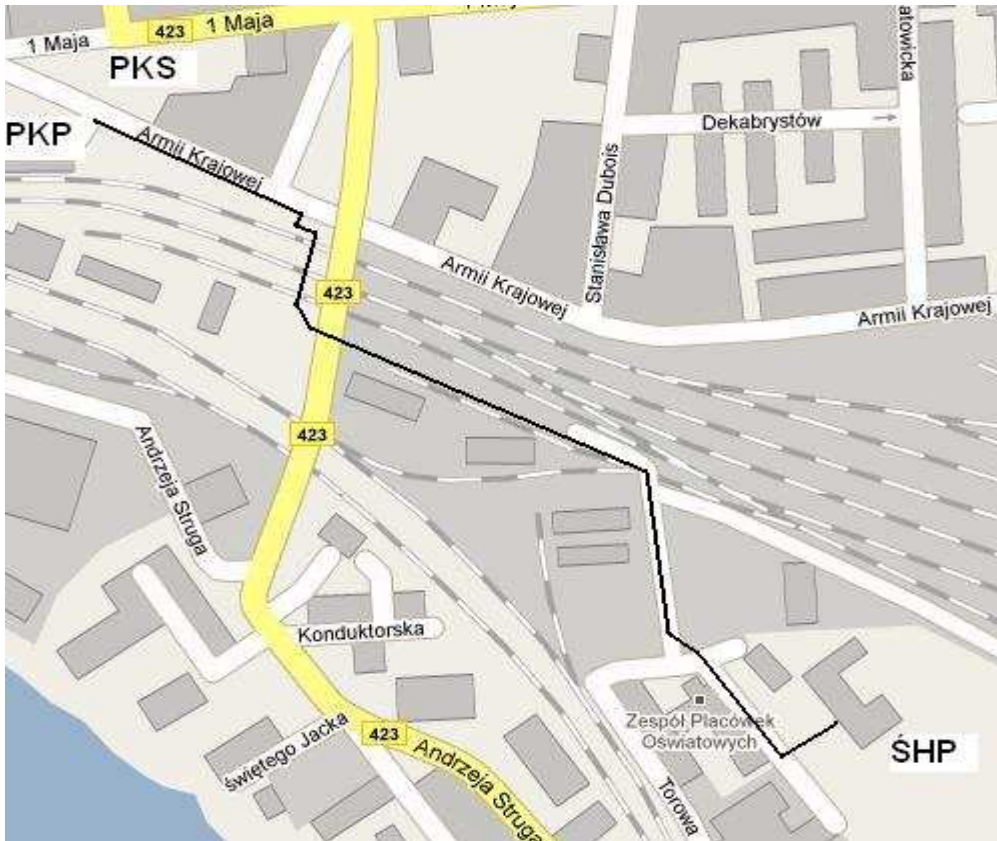 1 Maja
423
1 Maja
PKS
PKP
Armii Krajowej
Dekabrystów
Stanisława Dubois
atowicka
Armii Krajowej
Armii Krajowej
423
423
Andrzeja Struga
Konduktorska
świętego Jacka
423
Andrzeja Struga
Zespół Placówek
Oświatowych
Torowa
ŚHP